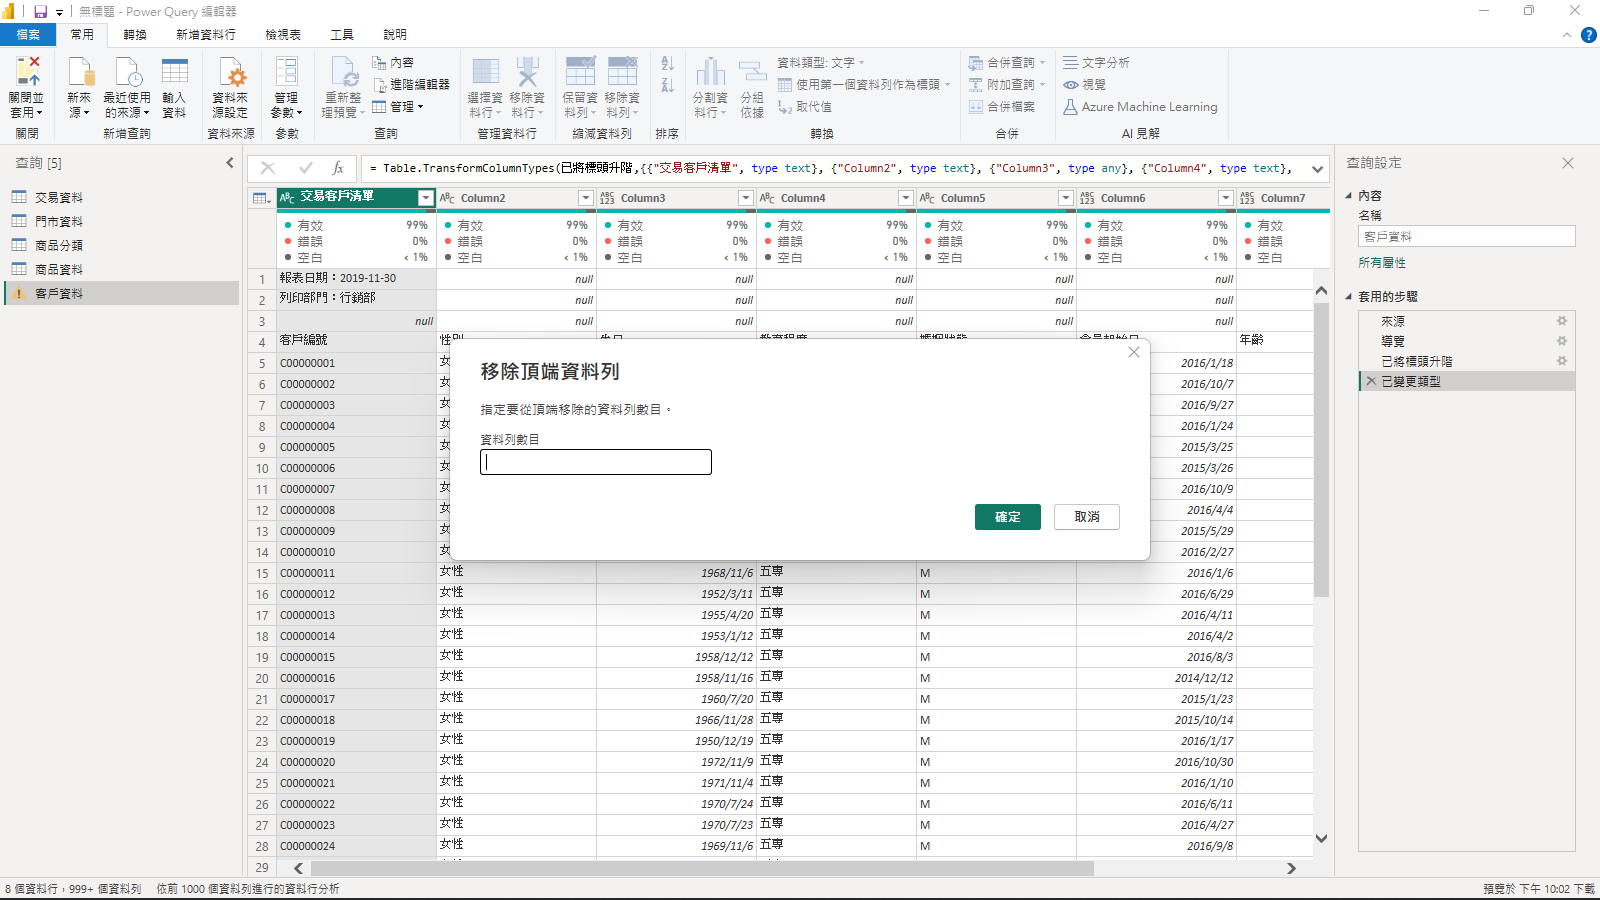 無標題 - Power Query 編輯器
檔案 常用 轉換 新增資料行 檢視表 工具 說明
關閉並套用 新來源 最近使用的來源 輸入資料 資料來源設定 管理參數 重新整理預覽 內容 進階編輯器 管理 選擇資料行 移除資料行 保留資料列 移除資料列 分割資料行 分組依據 資料類型: 文字 使用第一個資料列作為標頭 取代值 合併查詢 附加查詢 合併檔案 文字分析 視覺 Azure Machine Learning
關閉 新增查詢 資料來源 參數 查詢 管理資料行 縮減資料列 排序 轉換 合併 AI 見解
查詢 [5]
交易資料
門市資料
商品分類
商品資料
客戶資料
= Table.TransformColumnTypes(已將標頭升階,{{"交易客戶清單", type text}, {"Column2", type text}, {"Column3", type any}, {"Column4", type text},
交易客戶清單 Column2 Column3 Column4 Column5 Column6 Column7
有效 99% 有效 99% 有效 99% 有效 99% 有效 99% 有效 99% 有效
錯誤 0% 錯誤 0% 錯誤 0% 錯誤 0% 錯誤 0% 錯誤 0% 錯誤
空白 < 1% 空白 < 1% 空白 < 1% 空白 < 1% 空白 < 1% 空白 < 1% 空白
1 報表日期：2019-11-30 null null null null null
2 列印部門：行銷部 null null null null null
3 null null null null null null
4 客戶編號 年齡
5 C00000001 女 2016/1/18
6 C00000002 女 2016/10/7
7 C00000003 女 2016/9/27
8 C00000004 女 2016/1/24
9 C00000005 女 2015/3/25
10 C00000006 女 2015/3/26
11 C00000007 女 2016/10/9
12 C00000008 女 2016/4/4
13 C00000009 女 2015/5/29
14 C00000010 女 2016/2/27
15 C00000011 女性 1968/11/6 五專 M 2016/1/6
16 C00000012 女性 1952/3/11 五專 M 2016/6/29
17 C00000013 女性 1955/4/20 五專 M 2016/4/11
18 C00000014 女性 1953/1/12 五專 M 2016/4/2
19 C00000015 女性 1958/12/12 五專 M 2016/8/3
20 C00000016 女性 1958/11/16 五專 M 2014/12/12
21 C00000017 女性 1960/7/20 五專 M 2015/1/23
22 C00000018 女性 1966/11/28 五專 M 2015/10/14
23 C00000019 女性 1950/12/19 五專 M 2016/1/17
24 C00000020 女性 1972/11/9 五專 M 2016/10/30
25 C00000021 女性 1971/11/4 五專 M 2016/1/10
26 C00000022 女性 1970/7/24 五專 M 2016/6/11
27 C00000023 女性 1970/7/23 五專 M 2016/4/27
28 C00000024 女性 1969/11/6 五專 M 2016/9/8
29
移除頂端資料列
指定要從頂端移除的資料列數目。
資料列數目
確定 取消
查詢設定
內容
名稱
客戶資料
所有屬性
套用的步驟
來源
導覽
已將標頭升階
已變更類型
8 個資料行，999+ 個資料列 依前 1000 個資料列進行的資料行分析
預覽於 下午 10:02 下載